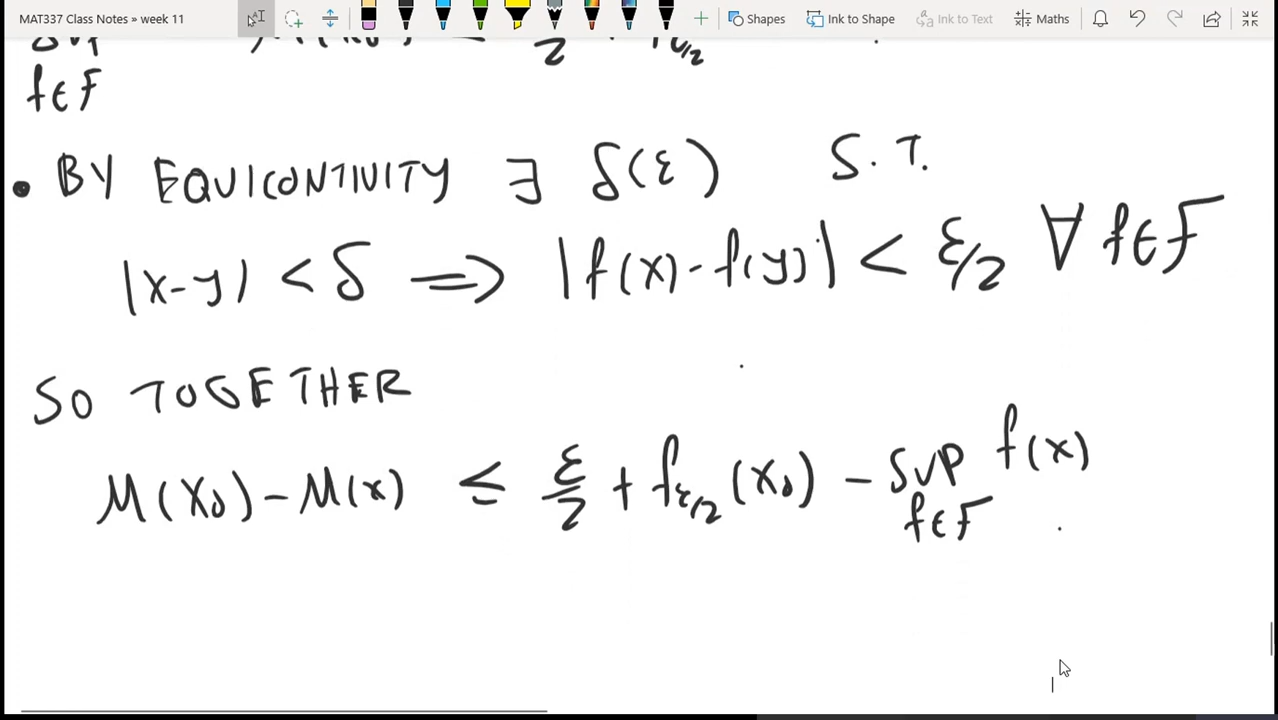 MAT337 Class Notes » week 11
Shapes
Ink to Shape
Ink to Text
Maths
f∈F
• BY EQUICONTIUITY ∃ δ(ε) S.T.
|x-y| < δ ⟹ |f(x)-f(y)| < ε/2 ∀ f∈F
SO TOGETHER
M(x₀) - M(x) ≤ ε/2 + f_{ε/2}(x₀) - SUP_{f∈F} f(x)